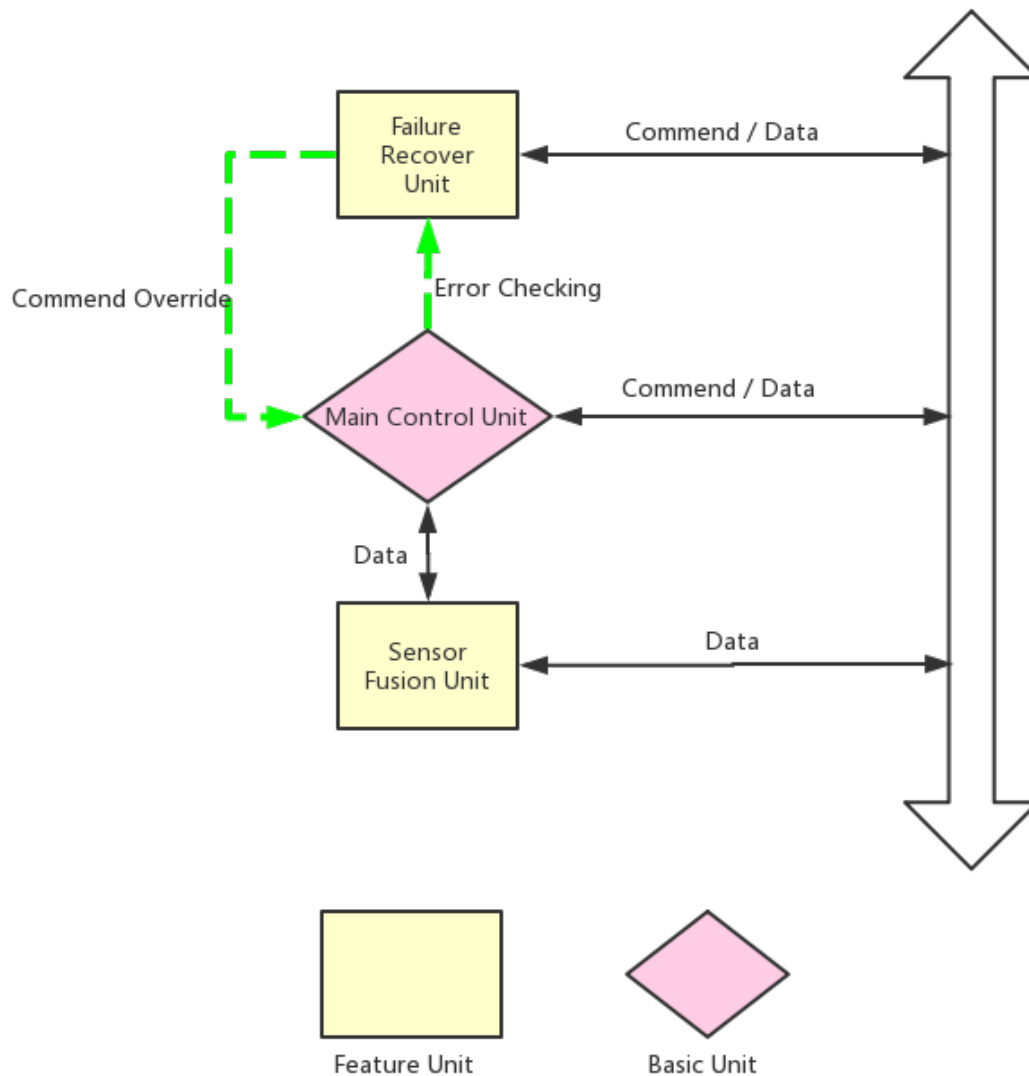 Failure
Recover
Unit
Commend / Data
Commend Override
Error Checking
Main Control Unit
Commend / Data
Data
Sensor
Fusion Unit
Data
Feature Unit
Basic Unit